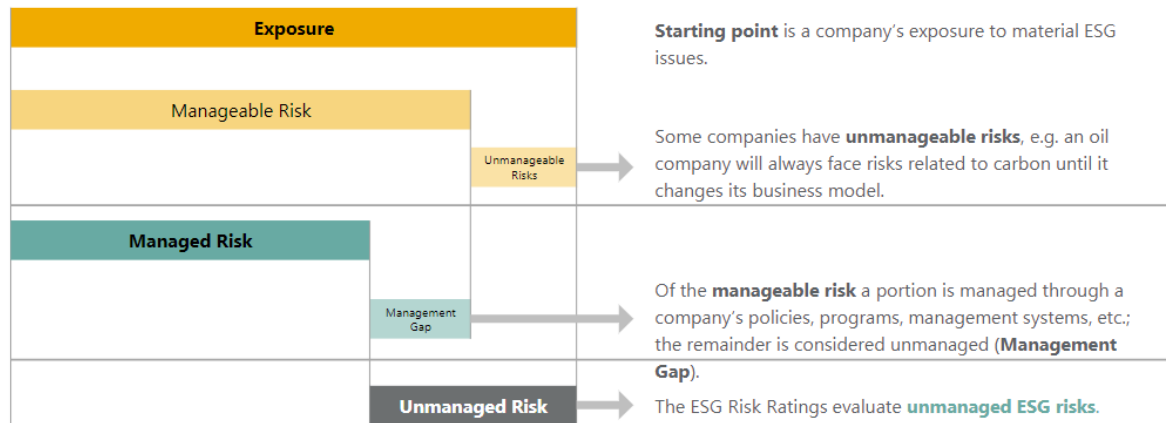 Exposure
Starting point is a company's exposure to material ESG
issues.
Manageable Risk
Unmanageable
Risks
Some companies have unmanageable risks, e.g. an oil
company will always face risks related to carbon until it
changes its business model.
Managed Risk
Management
Gap
Of the manageable risk a portion is managed through a
company's policies, programs, management systems, etc.;
the remainder is considered unmanaged (Management
Gap).
Unmanaged Risk
The ESG Risk Ratings evaluate unmanaged ESG risks.